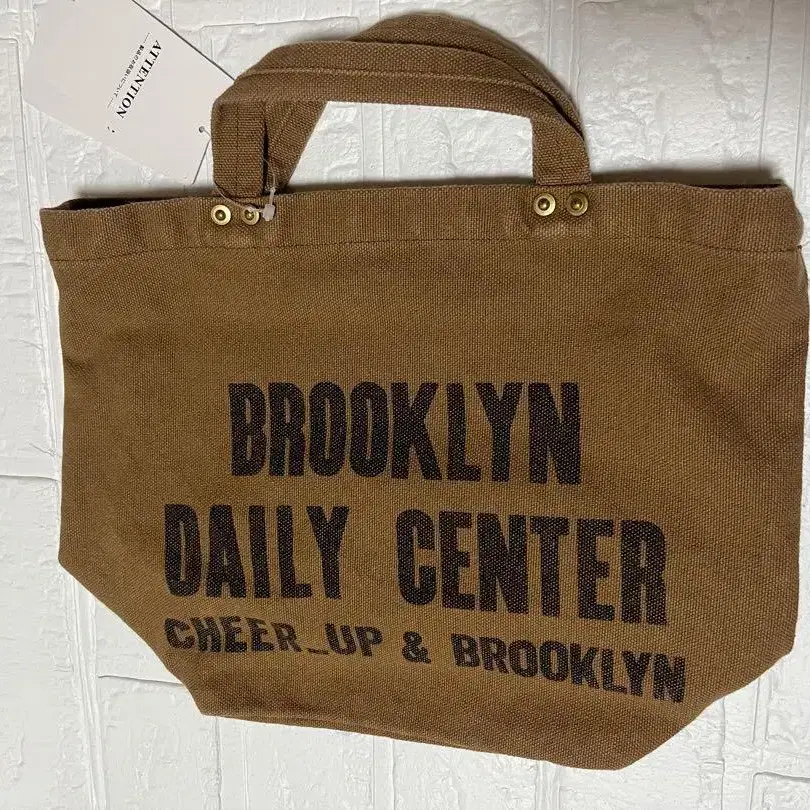 ATTENTION
BROOKLYN
DAILY CENTER
CHEER_UP & BROOKLYN